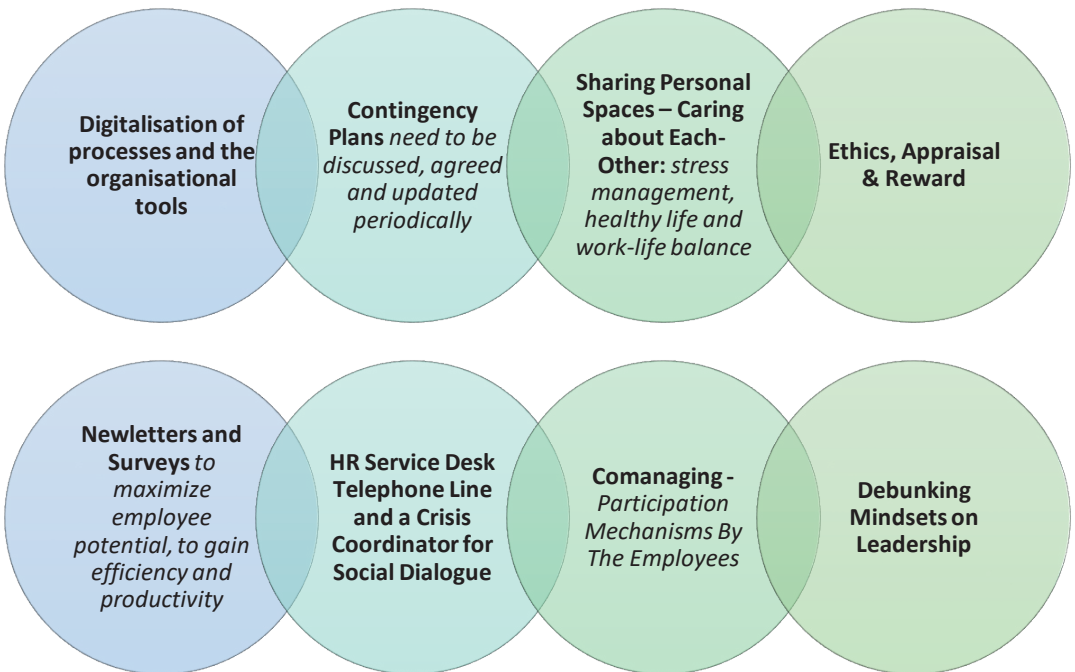 Digitalisation of
processes and the
organisational
tools
Contingency
Plans need to be
discussed, agreed
and updated
periodically
Sharing Personal
Spaces – Caring
about Each-
Other: stress
management,
healthy life and
work-life balance
Ethics, Appraisal
& Reward
Newletters and
Surveys to
maximize
employee
potential, to gain
efficiency and
productivity
HR Service Desk
Telephone Line
and a Crisis
Coordinator for
Social Dialogue
Comanaging -
Participation
Mechanisms By
The Employees
Debunking
Mindsets on
Leadership